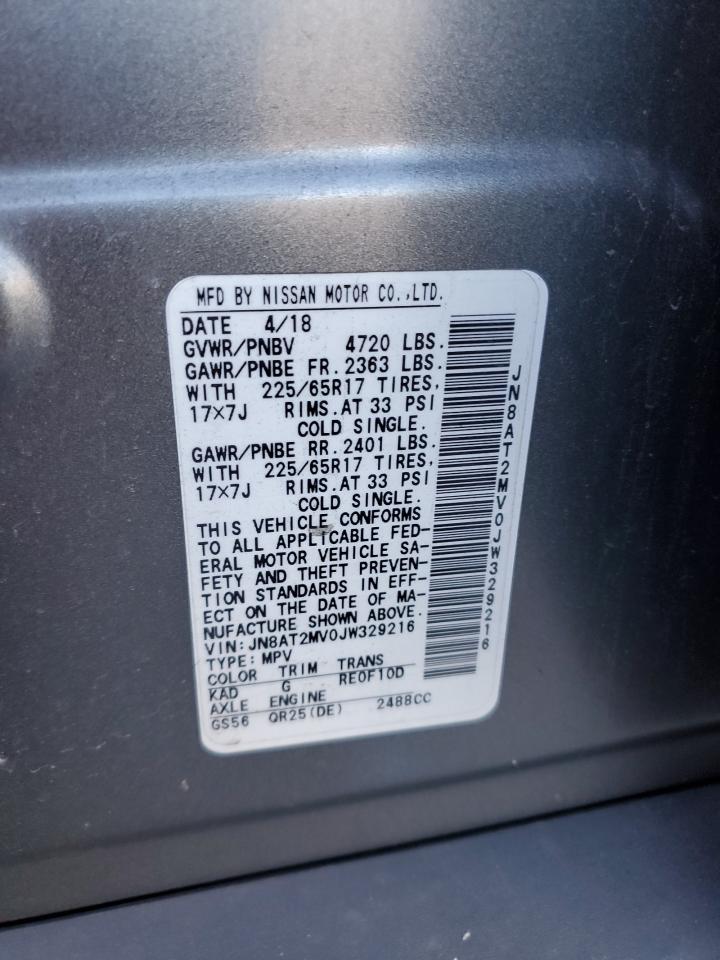 MFD BY NISSAN MOTOR CO.,LTD.
DATE 4/18
GVWR/PNBV 4720 LBS.
GAWR/PNBE FR.2363 LBS.
WITH 225/65R17 TIRES,
17×7J RIMS.AT 33 PSI
COLD SINGLE.
GAWR/PNBE RR.2401 LBS.
WITH 225/65R17 TIRES,
17×7J RIMS.AT 33 PSI
COLD SINGLE.
THIS VEHICLE CONFORMS
TO ALL APPLICABLE FED-
ERAL MOTOR VEHICLE SA-
FETY AND THEFT PREVEN-
TION STANDARDS IN EFF-
ECT ON THE DATE OF MA-
NUFACTURE SHOWN ABOVE.
VIN:JN8AT2MV0JW329216
TYPE:MPV
COLOR TRIM TRANS
KAD G RE0F10D
AXLE ENGINE
GS56 QR25(DE) 2488CC
JN8AT2MV0JW329216